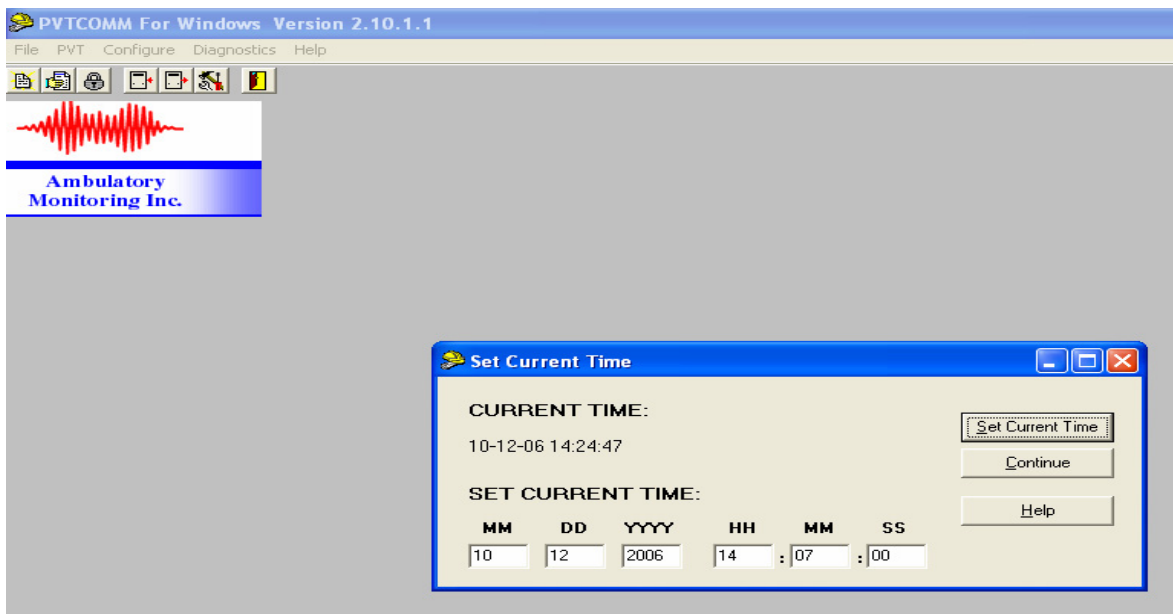 PVTCOMM For Windows Version 2.10.1.1
File PVT Configure Diagnostics Help
Ambulatory
Monitoring Inc.
Set Current Time
CURRENT TIME:
10-12-06 14:24:47
Set Current Time
Continue
SET CURRENT TIME:
Help
MM DD YYYY HH MM SS
10 12 2006 14 : 07 : 00